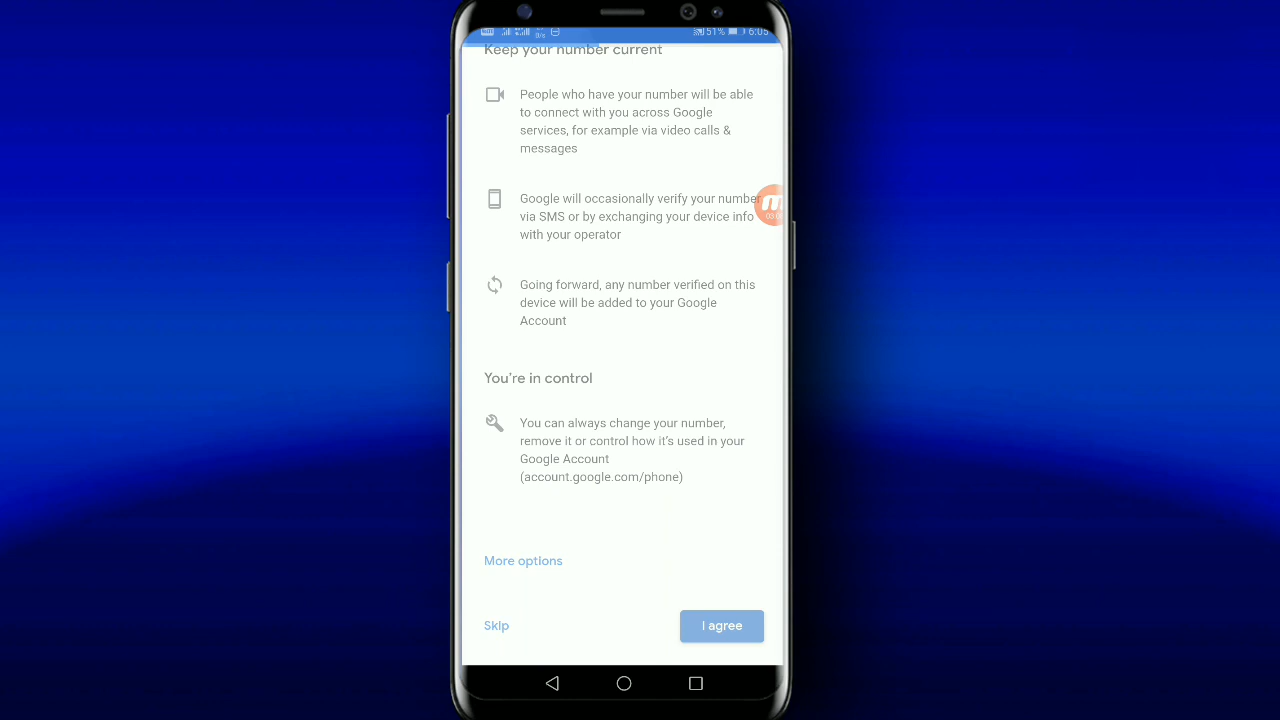 51% 6:05
Keep your number current
People who have your number will be able
to connect with you across Google
services, for example via video calls &
messages
Google will occasionally verify your number
via SMS or by exchanging your device info
with your operator
Going forward, any number verified on this
device will be added to your Google
Account
You're in control
You can always change your number,
remove it or control how it's used in your
Google Account
(account.google.com/phone)
More options
Skip
I agree